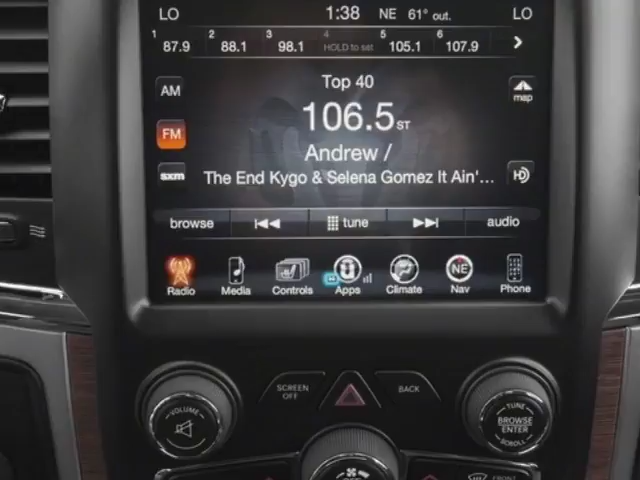 LO 1:38 NE 61° out. LO
1 87.9 2 88.1 3 98.1 4 HOLD to set 5 105.1 6 107.9
AM Top 40 map
106.5 ST
FM
Andrew /
sxm The End Kygo & Selena Gomez It Ain'... HD
browse tune audio
Radio Media Controls Apps Climate NE Nav Phone
SCREEN OFF BACK
VOLUME
TUNE
BROWSE
ENTER
SCROLL
FRONT